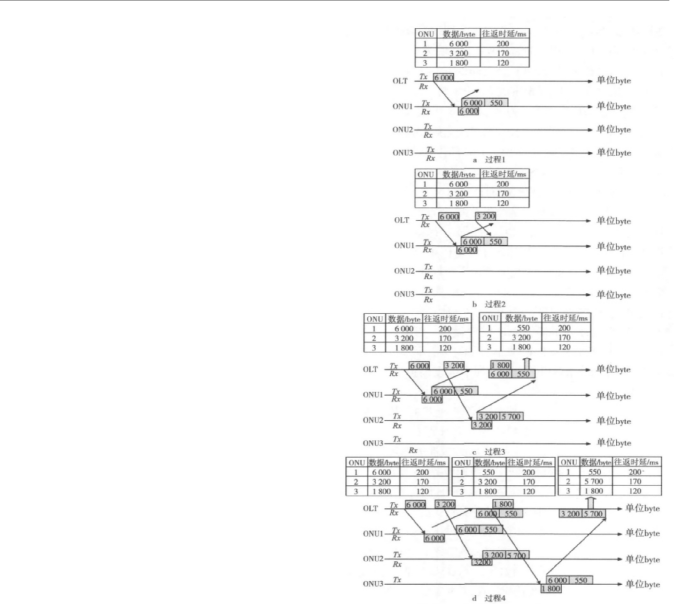 ONU 数据/byte 往返时延/ms
1 6 000 200
2 3 200 170
3 1 800 120
OLT Tx 6 000 单位byte
Rx
ONU1 Tx 6 000 550 单位byte
Rx 6 000
ONU2 Tx 单位byte
Rx
ONU3 Tx 单位byte
Rx
a 过程1
ONU 数据/byte 往返时延/ms
1 6 000 200
2 3 200 170
3 1 800 120
OLT Tx 6 000 3 200 单位byte
Rx
ONU1 Tx 6 000 550 单位byte
Rx 6 000
ONU2 Tx 单位byte
Rx
ONU3 Tx 单位byte
Rx
b 过程2
ONU 数据/byte 往返时延/ms ONU 数据/byte 往返时延/ms
1 6 000 200 1 550 200
2 3 200 170 2 3 200 170
3 1 800 120 3 1 800 120
OLT Tx 6 000 3 200 1 800 单位byte
Rx 6 000 550
ONU1 Tx 6 000 550 单位byte
Rx 6 000
ONU2 Tx 3 200 5 700 单位byte
Rx 3 200
ONU3 Tx 单位byte
Rx
c 过程3
ONU 数据/byte 往返时延/ms ONU 数据/byte 往返时延/ms ONU 数据/byte 往返时延/ms
1 6 000 200 1 550 200 1 550 200
2 3 200 170 2 3 200 170 2 5 700 170
3 1 800 120 3 1 800 120 3 1 800 120
OLT Tx 6 000 3 200 1 800 单位byte
Rx 6 000 550 3 200 5 700
ONU1 Tx 6 000 550 单位byte
Rx 6 000
ONU2 Tx 3 200 5 700 单位byte
Rx 3200
ONU3 Tx 6 000 550 单位byte
1 800
d 过程4